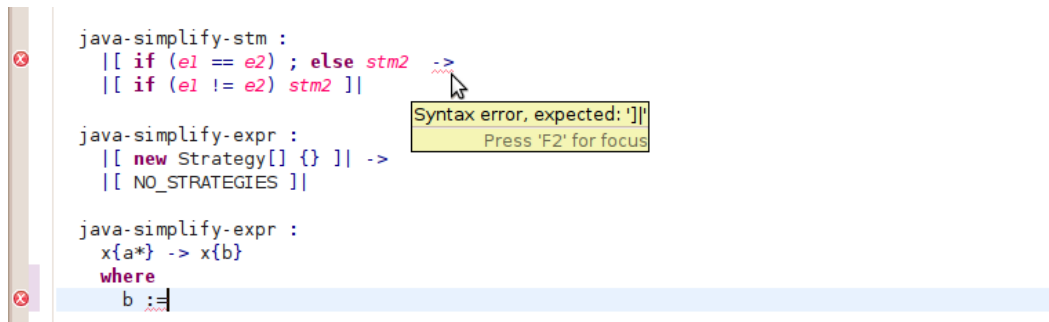 java-simplify-stm :
|[ if (e1 == e2) ; else stm2  ->
|[ if (e1 != e2) stm2 ]|
Syntax error, expected: ']|'
Press 'F2' for focus
java-simplify-expr :
|[ new Strategy[] {} ]| ->
|[ NO_STRATEGIES ]|
java-simplify-expr :
x{a*} -> x{b}
where
b :=